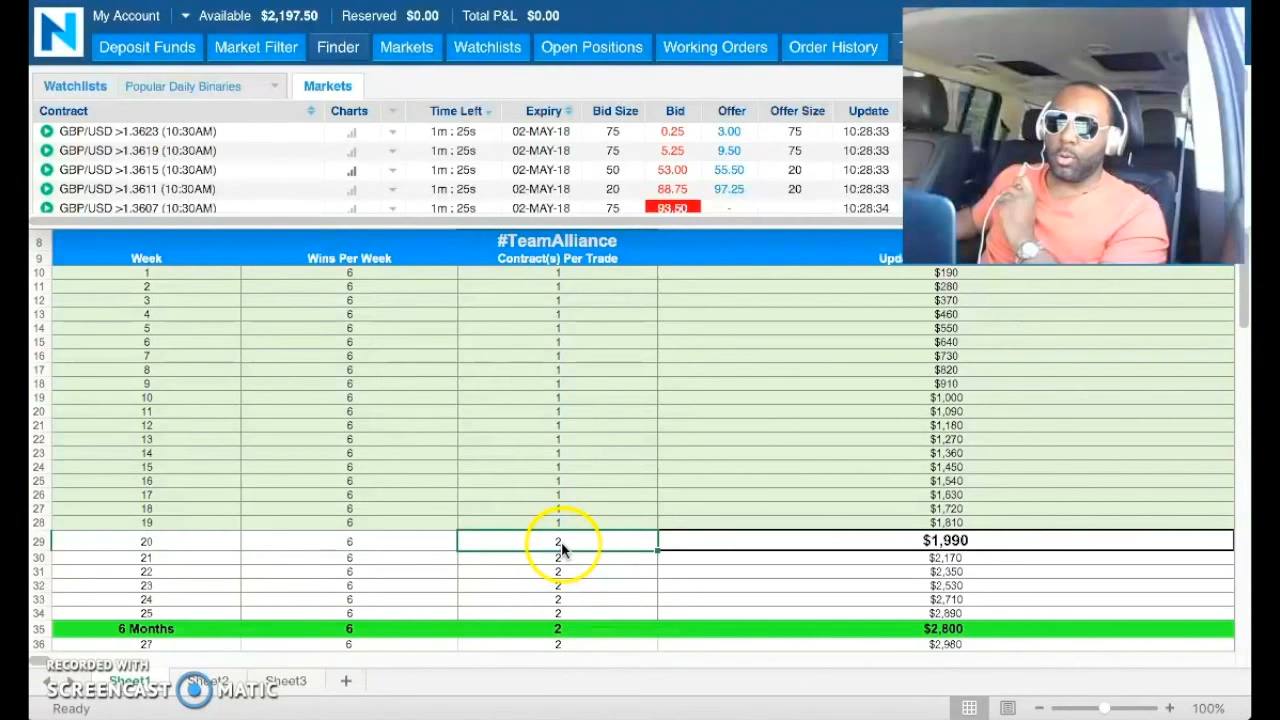 N My Account Available $2,197.50 Reserved $0.00 Total P&L $0.00
Deposit Funds Market Filter Finder Markets Watchlists Open Positions Working Orders Order History
Watchlists Popular Daily Binaries Markets
Contract Charts Time Left Expiry Bid Size Bid Offer Offer Size Update
GBP/USD >1.3623 (10:30AM) 1m : 25s 02-MAY-18 75 0.25 3.00 75 10:28:33
GBP/USD >1.3619 (10:30AM) 1m : 25s 02-MAY-18 75 5.25 9.50 75 10:28:33
GBP/USD >1.3615 (10:30AM) 1m : 25s 02-MAY-18 50 53.00 55.50 20 10:28:33
GBP/USD >1.3611 (10:30AM) 1m : 25s 02-MAY-18 20 88.75 97.25 20 10:28:33
GBP/USD >1.3607 (10:30AM) 1m : 25s 02-MAY-18 75 93.50 - 10:28:34
8 #TeamAlliance
9 Week Wins Per Week Contract(s) Per Trade
10 1 6 1 $190
11 2 6 1 $280
12 3 6 1 $370
13 4 6 1 $460
14 5 6 1 $550
15 6 6 1 $640
16 7 6 1 $730
17 8 6 1 $820
18 9 6 1 $910
19 10 6 1 $1,000
20 11 6 1 $1,090
21 12 6 1 $1,180
22 13 6 1 $1,270
23 14 6 1 $1,360
24 15 6 1 $1,450
25 16 6 1 $1,540
26 17 6 1 $1,630
27 18 6 1 $1,720
28 19 6 1 $1,810
29 20 6 2 $1,990
30 21 6 2 $2,170
31 22 6 2 $2,350
32 23 6 2 $2,530
33 24 6 2 $2,710
34 25 6 2 $2,890
35 6 Months 6 2 $2,800
36 27 6 2 $2,980
RECORDED WITH
SCREENCAST MATIC
Sheet1 Sheet2 Sheet3 +
Ready 100%